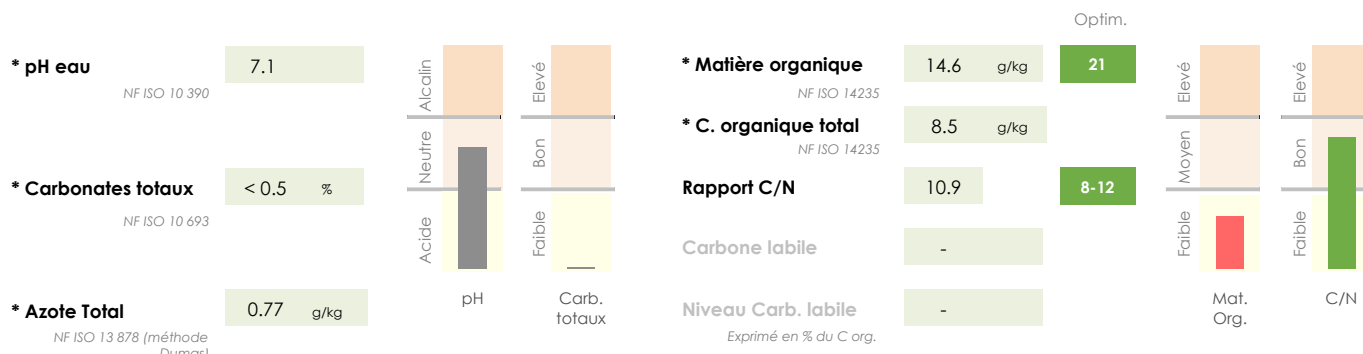 Optim.
* pH eau
7.1
NF ISO 10 390
* Carbonates totaux
< 0.5 %
NF ISO 10 693
* Azote Total
0.77 g/kg
NF ISO 13 878 (méthode
Dumas)
Alcalin
Neutre
Acide
pH
Elevé
Bon
Faible
Carb.
totaux
* Matière organique
14.6 g/kg
21
NF ISO 14235
* C. organique total
8.5 g/kg
NF ISO 14235
Rapport C/N
10.9
8-12
Carbone labile
-
Niveau Carb. labile
-
Exprimé en % du C org.
Elevé
Moyen
Faible
Mat.
Org.
Elevé
Bon
Faible
C/N